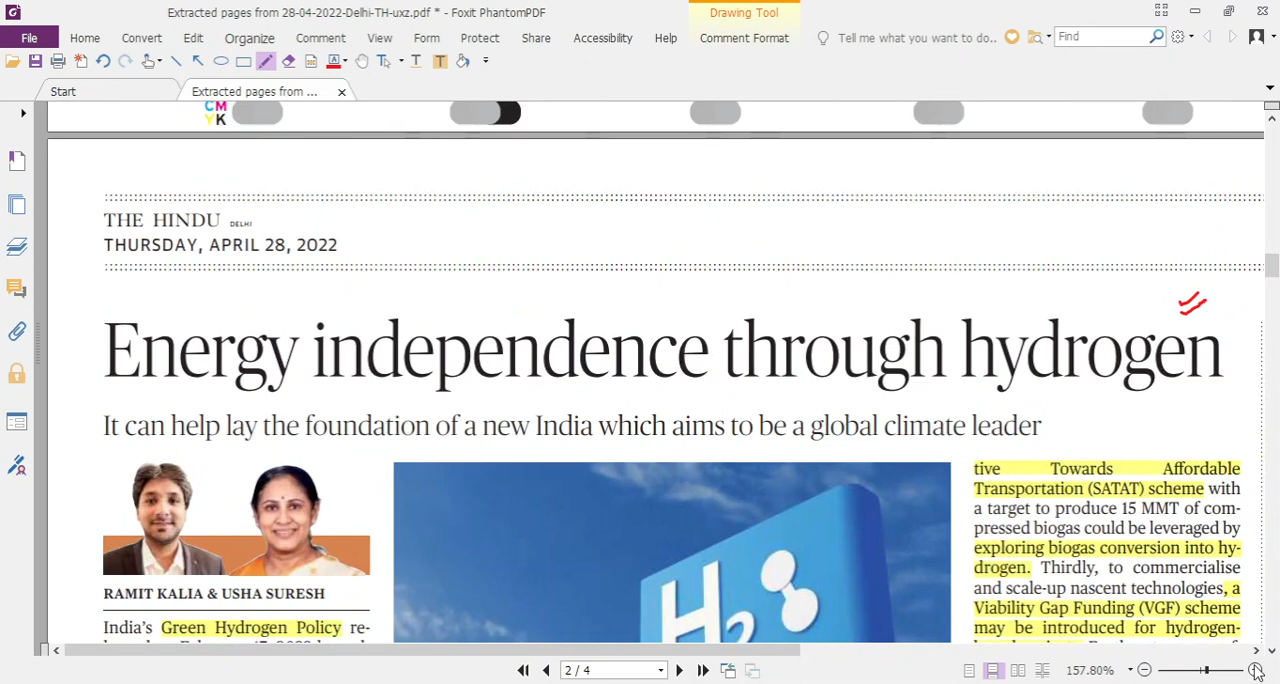 Extracted pages from 28-04-2022-Delhi-TH-uxz.pdf * - Foxit PhantomPDF
Drawing Tool
File Home Convert Edit Organize Comment View Form Protect Share Accessibility Help Comment Format Tell me what you want to do.. Find
Start
Extracted pages from ...
CM
YK
THE HINDU DELHI
THURSDAY, APRIL 28, 2022
Energy independence through hydrogen
It can help lay the foundation of a new India which aims to be a global climate leader
RAMIT KALIA & USHA SURESH
India's Green Hydrogen Policy re-
H2
tive Towards Affordable
Transportation (SATAT) scheme with
a target to produce 15 MMT of com-
pressed biogas could be leveraged by
exploring biogas conversion into hy-
drogen. Thirdly, to commercialise
and scale-up nascent technologies, a
Viability Gap Funding (VGF) scheme
may be introduced for hydrogen-
2 / 4
157.80%